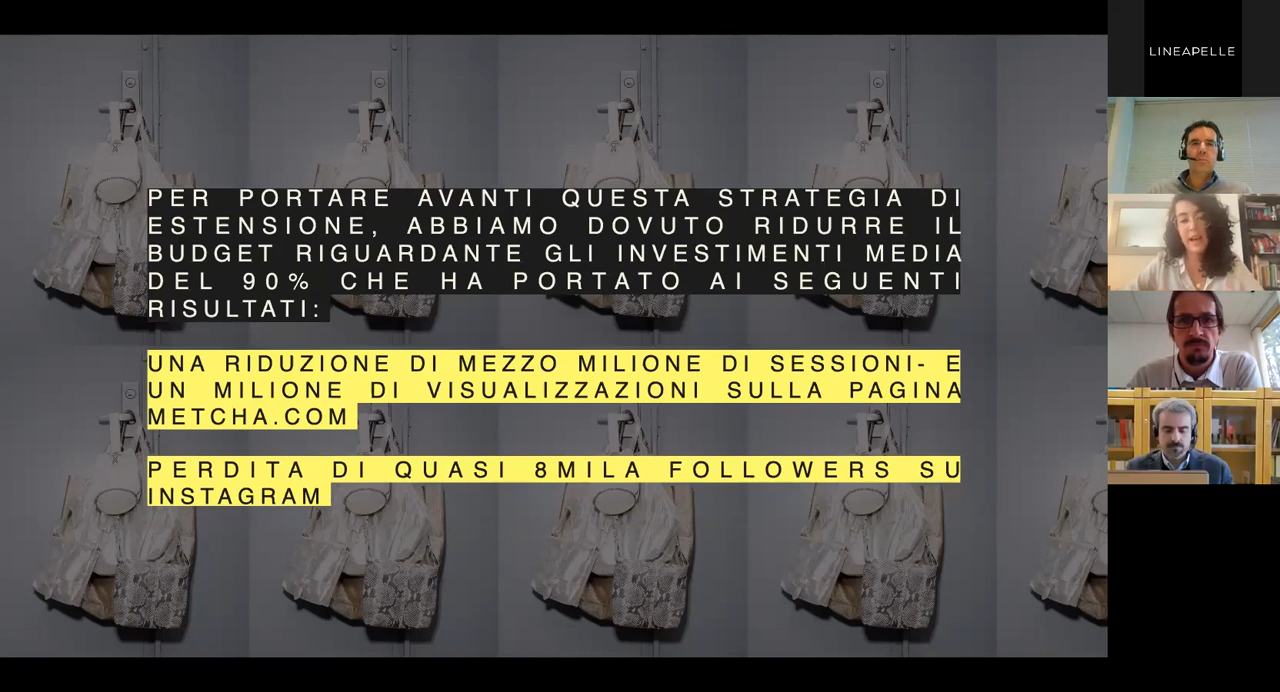 PER PORTARE AVANTI QUESTA STRATEGIA DI
ESTENSIONE, ABBIAMO DOVUTO RIDURRE IL
BUDGET RIGUARDANTE GLI INVESTIMENTI MEDIA
DEL 90% CHE HA PORTATO AI SEGUENTI
RISULTATI:
UNA RIDUZIONE DI MEZZO MILIONE DI SESSIONI- E
UN MILIONE DI VISUALIZZAZIONI SULLA PAGINA
METCHA.COM
PERDITA DI QUASI 8MILA FOLLOWERS SU
INSTAGRAM
LINEAPELLE